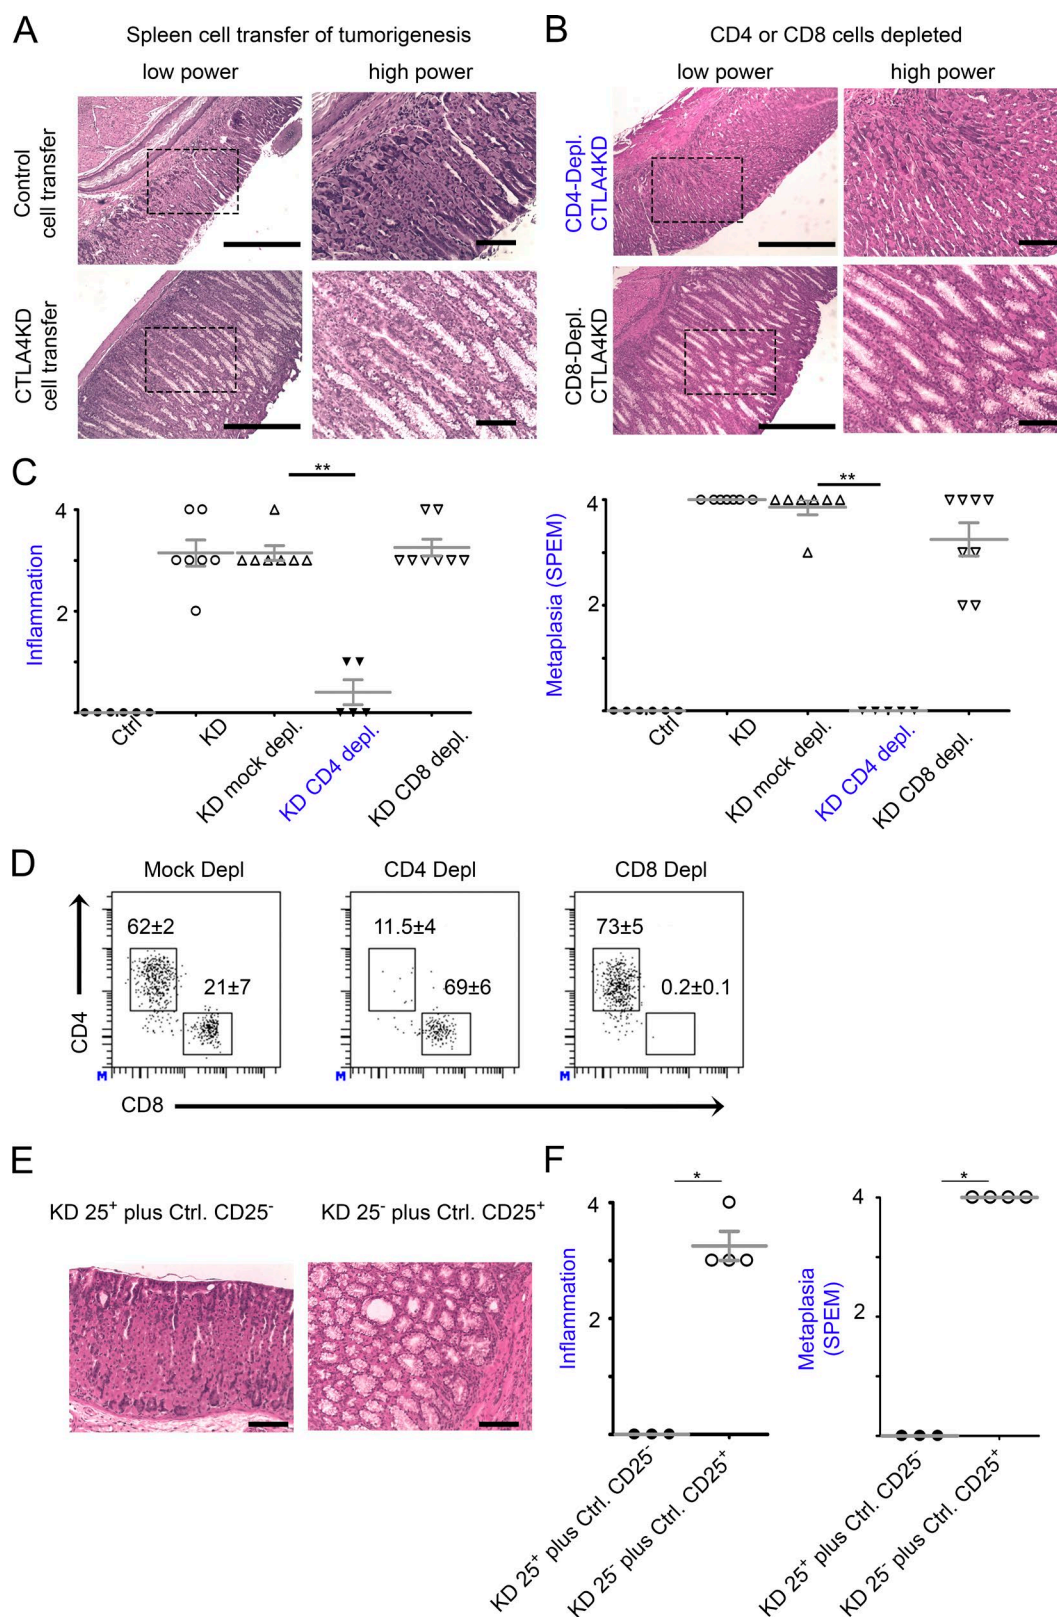 A
Spleen cell transfer of tumorigenesis
low power
high power
Control
cell transfer
CTLA4KD
cell transfer
B
CD4 or CD8 cells depleted
low power
high power
CD4-Depl.
CTLA4KD
CD8-Depl.
CTLA4KD
C
Inflammation
4
2
**
Ctrl
KD
KD mock depl.
KD CD4 depl.
KD CD8 depl.
Metaplasia (SPEM)
4
2
**
Ctrl
KD
KD mock depl.
KD CD4 depl.
KD CD8 depl.
D
Mock Depl
CD4 Depl
CD8 Depl
62±2
21±7
11.5±4
69±6
73±5
0.2±0.1
CD4
M
M
M
CD8
E
KD 25⁺ plus Ctrl. CD25⁻
KD 25⁻ plus Ctrl. CD25⁺
F
Inflammation
4
2
*
KD 25⁺ plus Ctrl. CD25⁻
KD 25⁻ plus Ctrl. CD25⁺
Metaplasia
(SPEM)
4
2
*
KD 25⁺ plus Ctrl. CD25⁻
KD 25⁻ plus Ctrl. CD25⁺